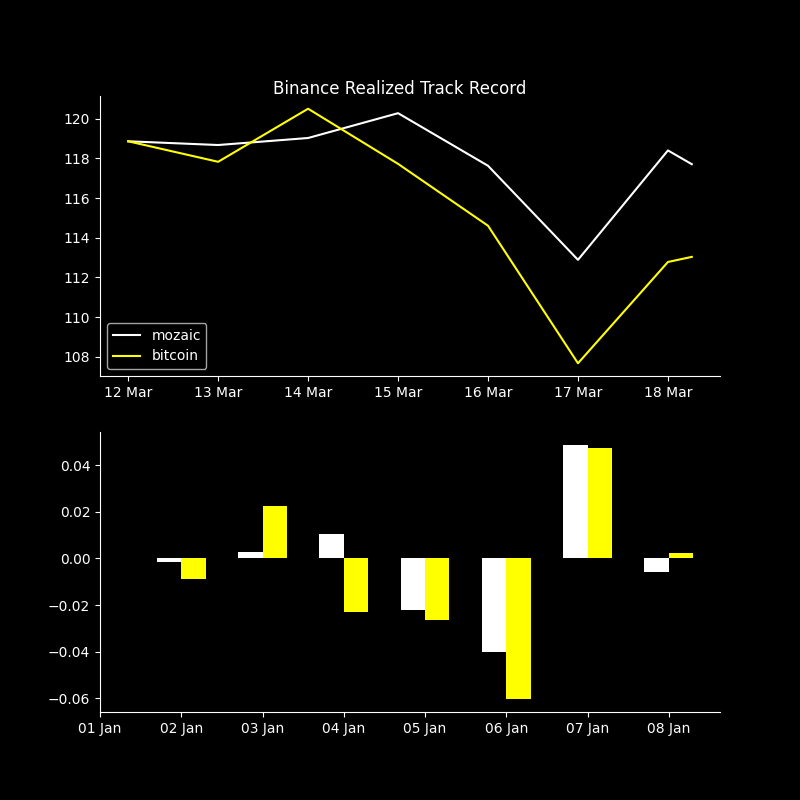 Binance Realized Track Record
120
118
116
114
112
110
108
mozaic
bitcoin
12 Mar 13 Mar 14 Mar 15 Mar 16 Mar 17 Mar 18 Mar
0.04
0.02
0.00
−0.02
−0.04
−0.06
01 Jan 02 Jan 03 Jan 04 Jan 05 Jan 06 Jan 07 Jan 08 Jan